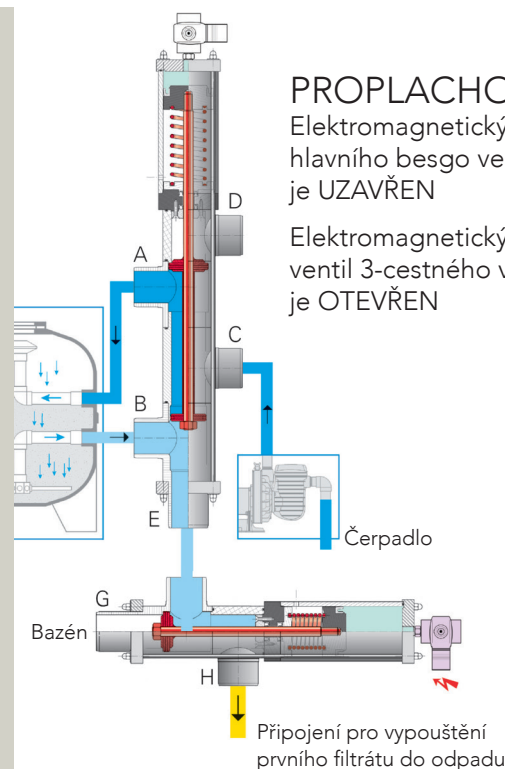 PROPLACHO
Elektromagnetický
hlavního besgo ve
je UZAVŘEN
Elektromagnetický
ventil 3-cestného v
je OTEVŘEN
D
A
C
B
E
Čerpadlo
G
Bazén
H
Připojení pro vypouštění
prvního filtrátu do odpadu